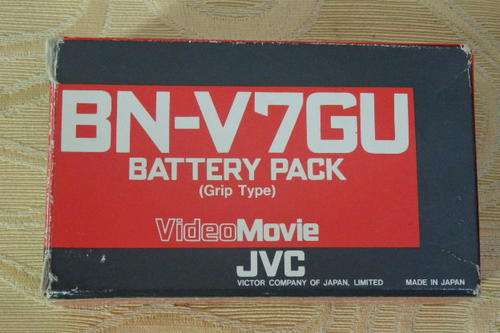 BN-V7GU
BATTERY PACK
(Grip Type)
VideoMovie
JVC
VICTOR COMPANY OF JAPAN, LIMITED MADE IN JAPAN